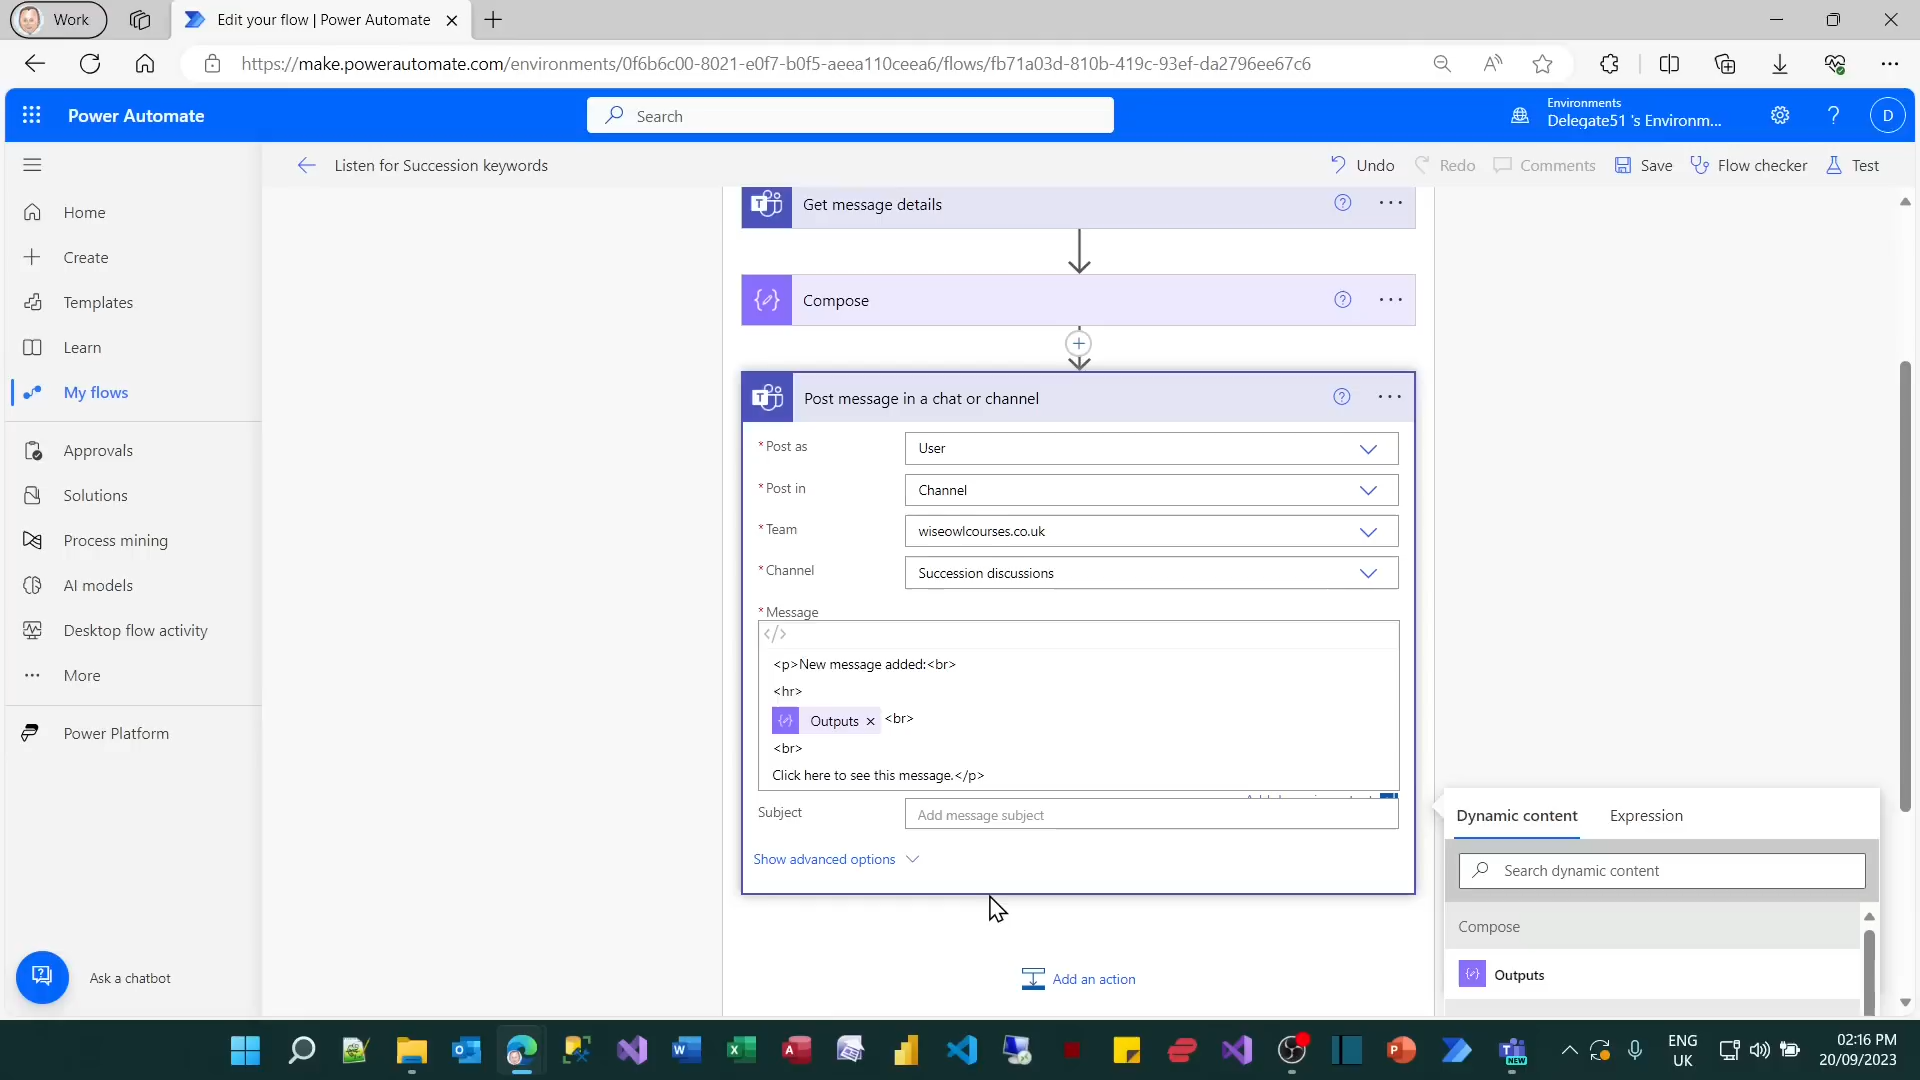 Work
Edit your flow | Power Automate
https://make.powerautomate.com/environments/0f6b6c00-8021-e0f7-b0f5-aeea110ceea6/flows/fb71a03d-810b-419c-93ef-da2796ee67c6
Power Automate
Search
Environments
Delegate51 's Environm...
D
Listen for Succession keywords
Undo
Redo
Comments
Save
Flow checker
Test
Home
Create
Templates
Learn
My flows
Approvals
Solutions
Process mining
AI models
Desktop flow activity
More
Power Platform
Ask a chatbot
Get message details
Compose
Post message in a chat or channel
* Post as
User
* Post in
Channel
* Team
wiseowlcourses.co.uk
* Channel
Succession discussions
* Message
</>
<p>New message added:<br>
<hr>
Outputs × <br>
<br>
Click here to see this message.</p>
Subject
Add message subject
Show advanced options
Add an action
Dynamic content
Expression
Search dynamic content
Compose
Outputs
ENG
UK
02:16 PM
20/09/2023